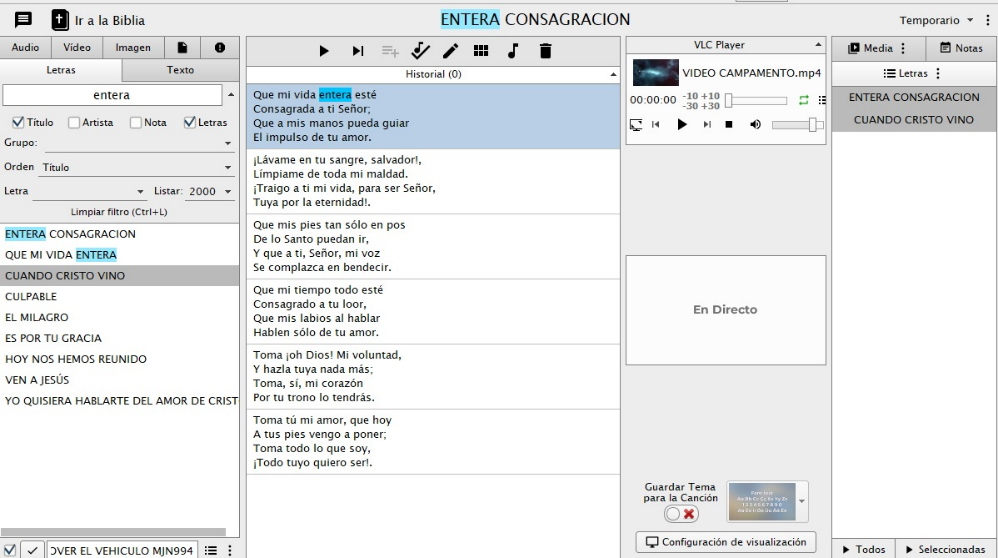 Ir a la Biblia
ENTERA CONSAGRACION
Temporario
Audio
Vídeo
Imagen
Letras
Texto
entera
Título
Artista
Nota
Letras
Grupo:
Orden Título
Letra
Listar: 2000
Limpiar filtro (Ctrl+L)
ENTERA CONSAGRACION
QUE MI VIDA ENTERA
CUANDO CRISTO VINO
CULPABLE
EL MILAGRO
ES POR TU GRACIA
HOY NOS HEMOS REUNIDO
VEN A JESÚS
YO QUISIERA HABLARTE DEL AMOR DE CRIST
OVER EL VEHICULO MJN994
Historial (0)
Que mi vida entera esté
Consagrada a ti Señor;
Que a mis manos pueda guiar
El impulso de tu amor.
¡Lávame en tu sangre, salvador!,
Límpiame de toda mi maldad.
¡Traigo a ti mi vida, para ser Señor,
Tuya por la eternidad!.
Que mis pies tan sólo en pos
De lo Santo puedan ir,
Y que a ti, Señor, mi voz
Se complazca en bendecir.
Que mi tiempo todo esté
Consagrado a tu loor,
Que mis labios al hablar
Hablen sólo de tu amor.
Toma ¡oh Dios! Mi voluntad,
Y hazla tuya nada más;
Toma, sí, mi corazón
Por tu trono lo tendrás.
Toma tú mi amor, que hoy
A tus pies vengo a poner;
Toma todo lo que soy,
¡Todo tuyo quiero ser!.
VLC Player
VIDEO CAMPAMENTO.mp4
00:00:00
-10 +10
-30 +30
En Directo
Guardar Tema
para la Canción
Configuración de visualización
Media
Notas
Letras
ENTERA CONSAGRACION
CUANDO CRISTO VINO
Todos
Seleccionadas